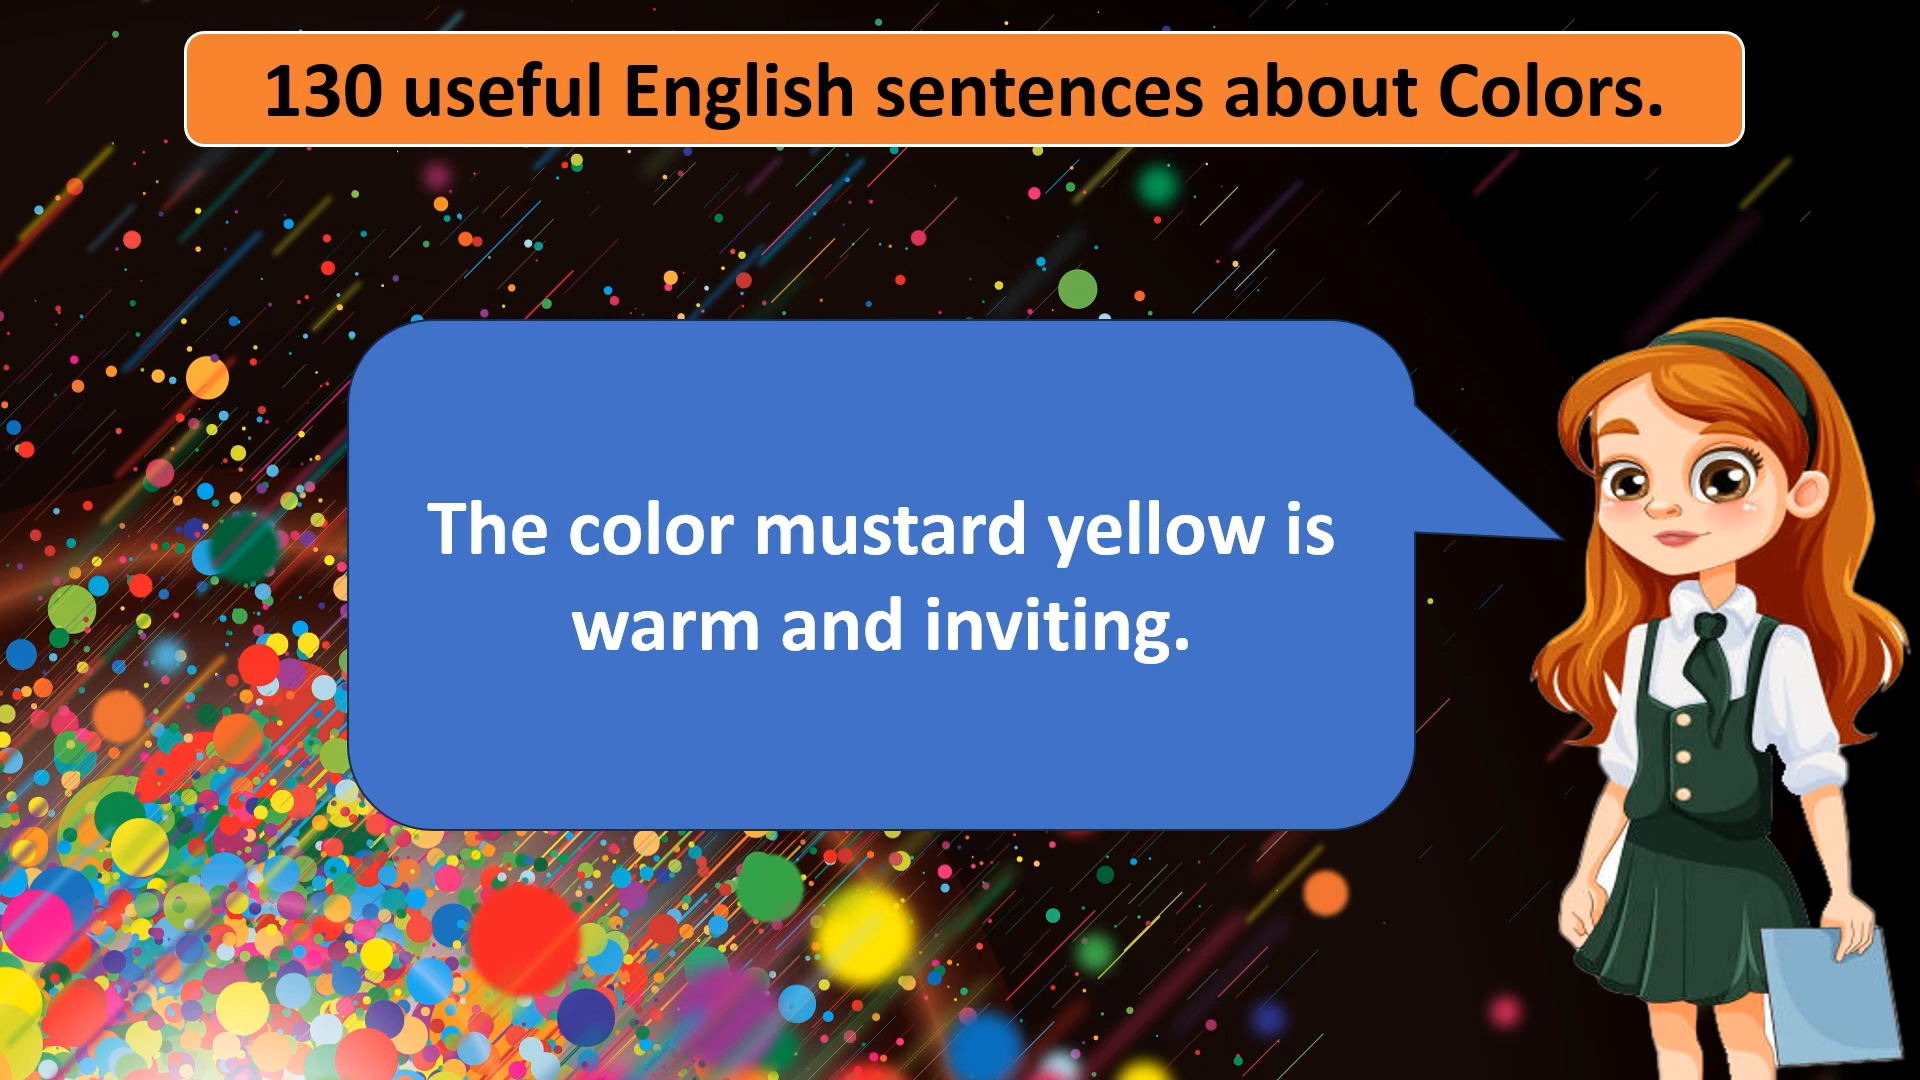 130 useful English sentences about Colors.
The color mustard yellow is
warm and inviting.